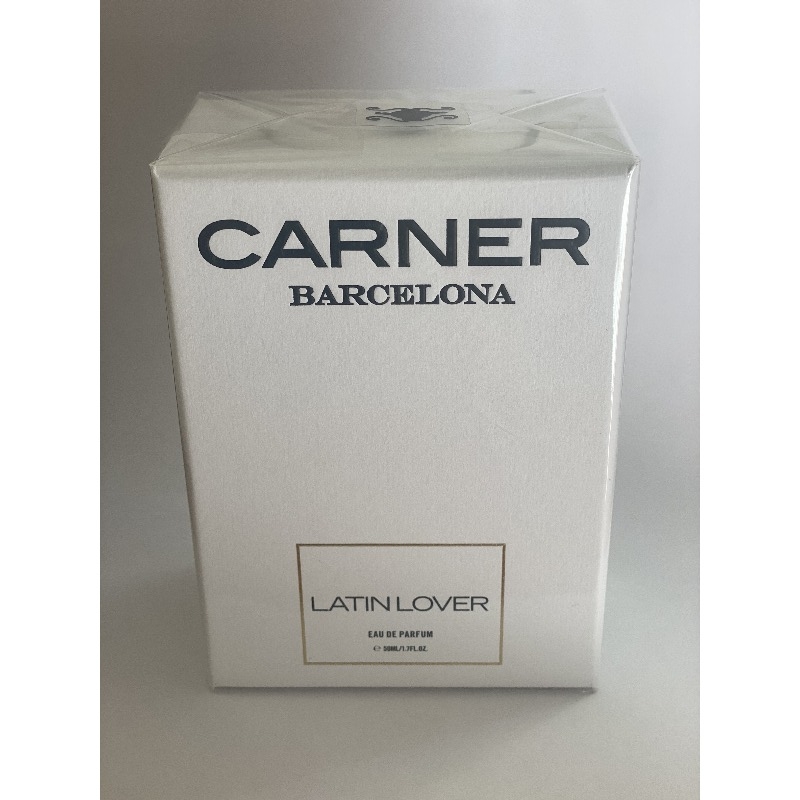 CARNER
BARCELONA
LATIN LOVER
EAU DE PARFUM
℮ 50ML/1.7FL.OZ.